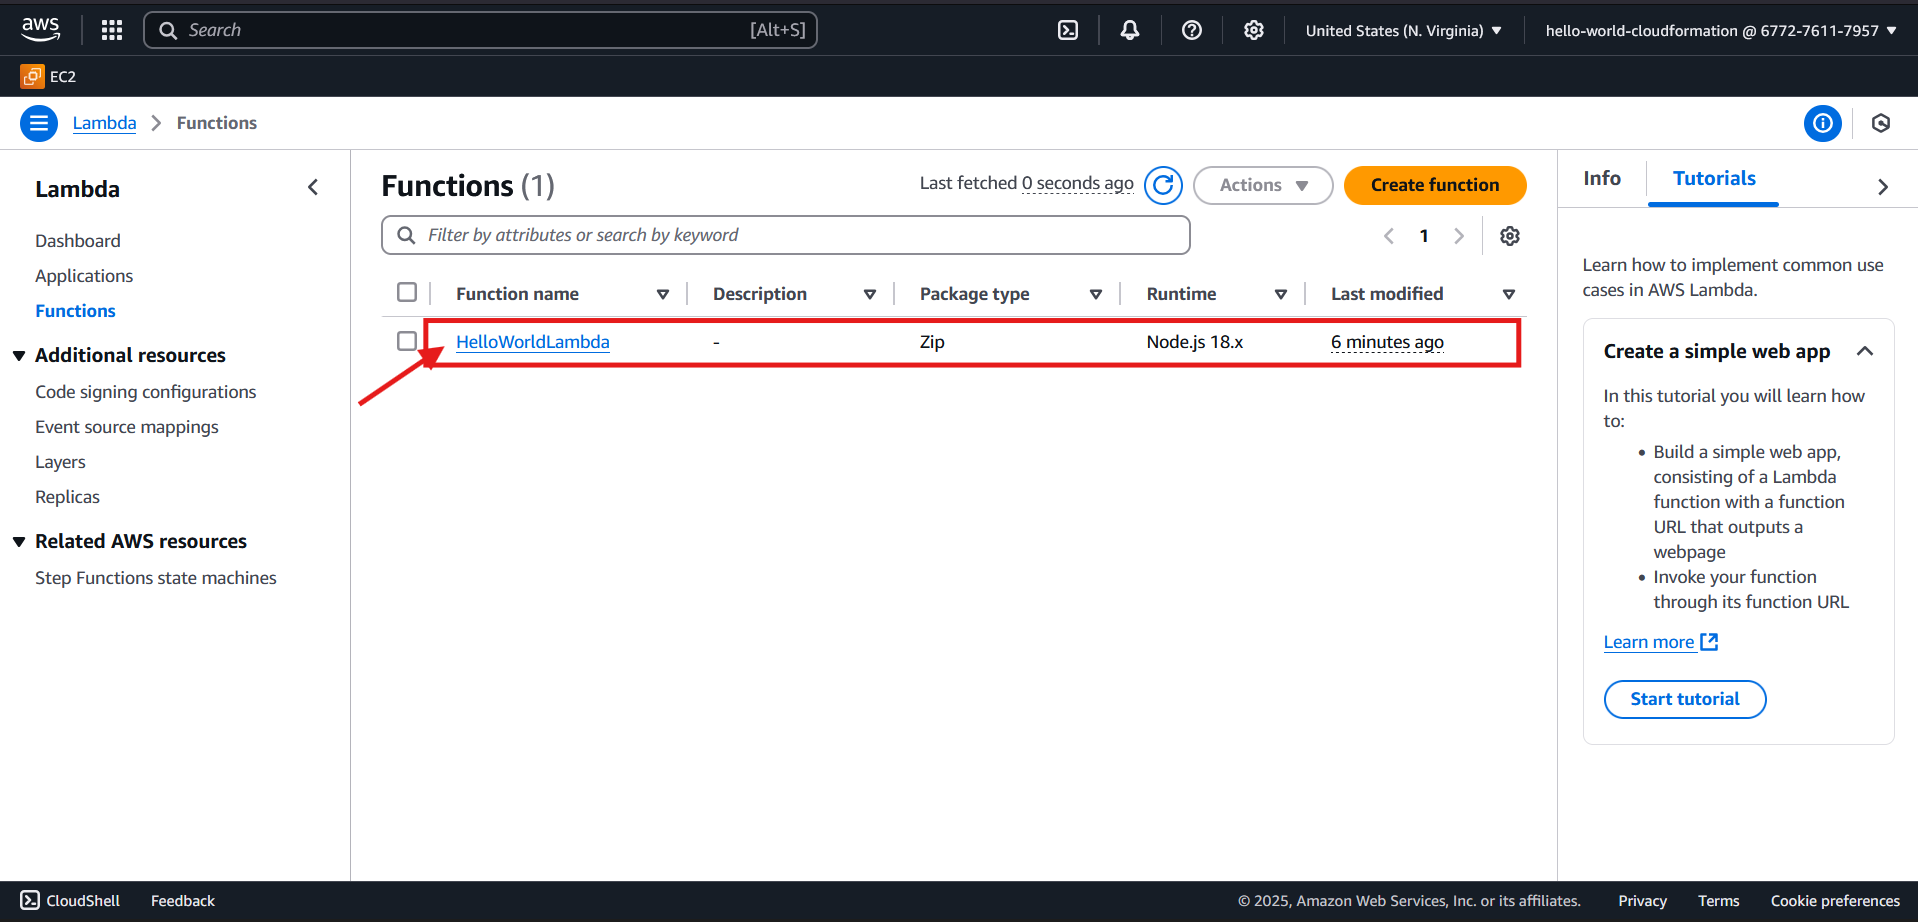 aws
Search [Alt+S]
United States (N. Virginia)
hello-world-cloudformation @ 6772-7611-7957
EC2
Lambda
Functions
Lambda
Dashboard
Applications
Functions
Additional resources
Code signing configurations
Event source mappings
Layers
Replicas
Related AWS resources
Step Functions state machines
Functions (1)
Last fetched 0 seconds ago
Actions
Create function
Filter by attributes or search by keyword
1
Function name Description Package type Runtime Last modified
HelloWorldLambda - Zip Node.js 18.x 6 minutes ago
Info
Tutorials
Learn how to implement common use
cases in AWS Lambda.
Create a simple web app
In this tutorial you will learn how
to:
• Build a simple web app,
consisting of a Lambda
function with a function
URL that outputs a
webpage
• Invoke your function
through its function URL
Learn more
Start tutorial
CloudShell
Feedback
© 2025, Amazon Web Services, Inc. or its affiliates.
Privacy
Terms
Cookie preferences